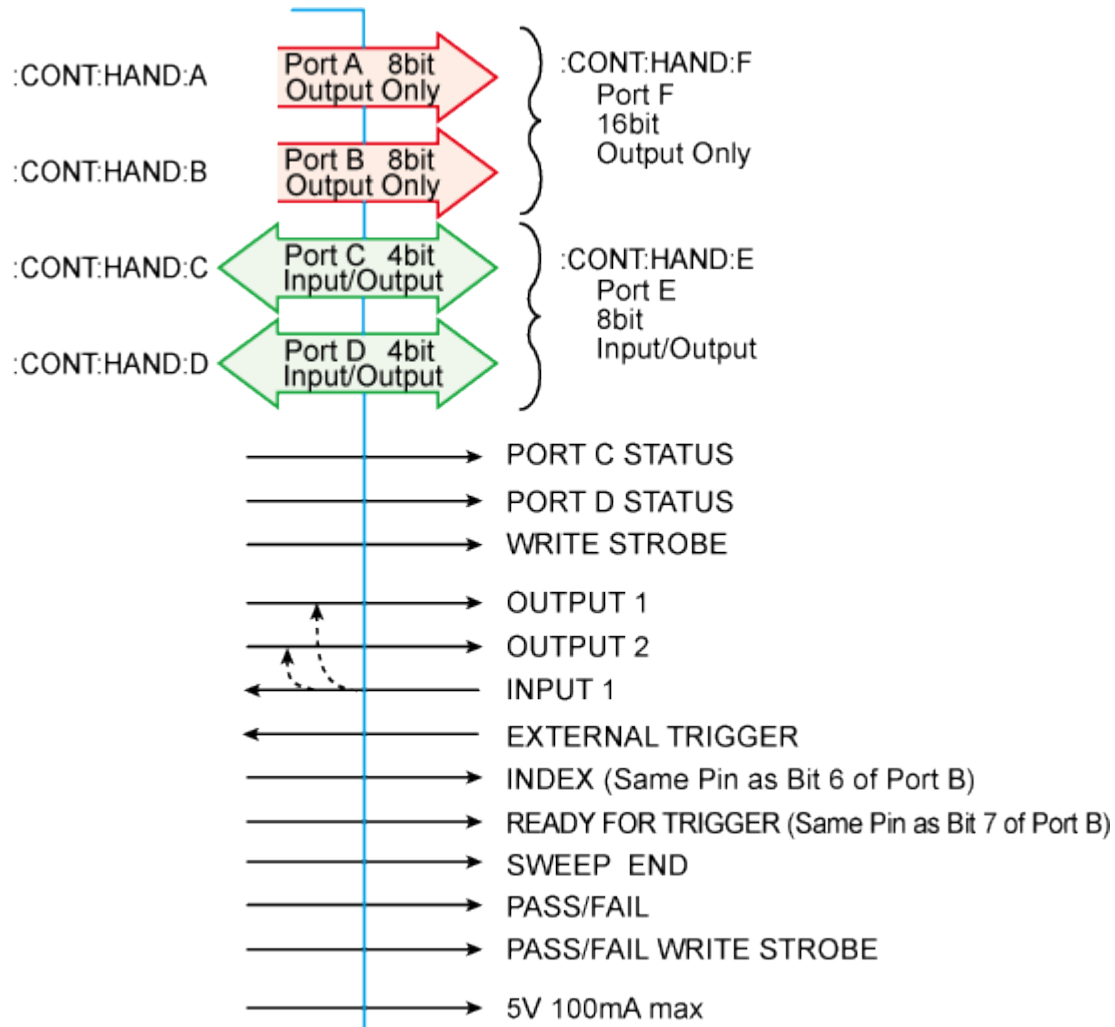 :CONT:HAND:A
Port A 8bit
Output Only
:CONT:HAND:F
Port F
16bit
Output Only
:CONT:HAND:B
Port B 8bit
Output Only
:CONT:HAND:C
Port C 4bit
Input/Output
:CONT:HAND:E
Port E
8bit
Input/Output
:CONT:HAND:D
Port D 4bit
Input/Output
PORT C STATUS
PORT D STATUS
WRITE STROBE
OUTPUT 1
OUTPUT 2
INPUT 1
EXTERNAL TRIGGER
INDEX (Same Pin as Bit 6 of Port B)
READY FOR TRIGGER (Same Pin as Bit 7 of Port B)
SWEEP END
PASS/FAIL
PASS/FAIL WRITE STROBE
5V 100mA max